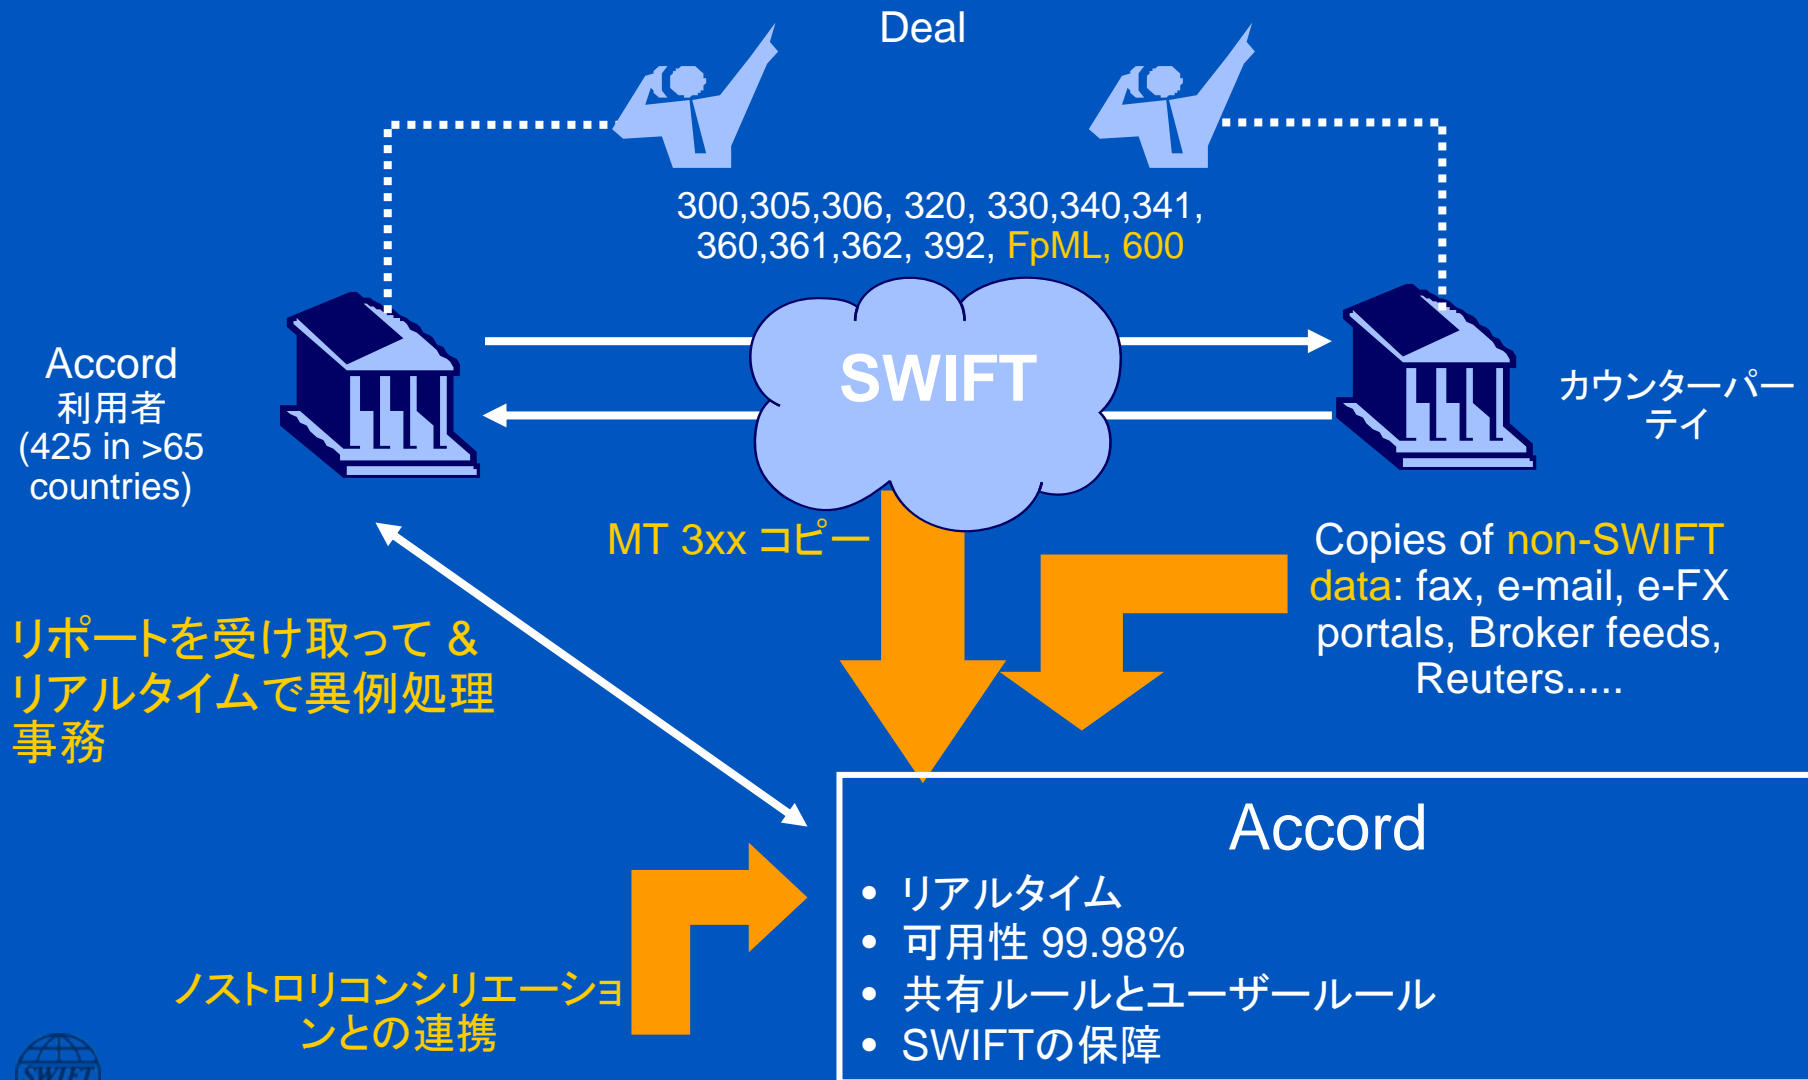 Deal
300,305,306, 320, 330,340,341,
360,361,362, 392, FpML, 600
SWIFT
Accord
利用者
(425 in >65
countries)
カウンターパー
テイ
MT 3xx コピー
Copies of non-SWIFT
data: fax, e-mail, e-FX
portals, Broker feeds,
Reuters.....
リポートを受け取って &
リアルタイムで異例処理
事務
Accord
• リアルタイム
• 可用性 99.98%
• 共有ルールとユーザールール
• SWIFTの保障
ノストロリコンシリエーショ
ンとの連携
SWIFT